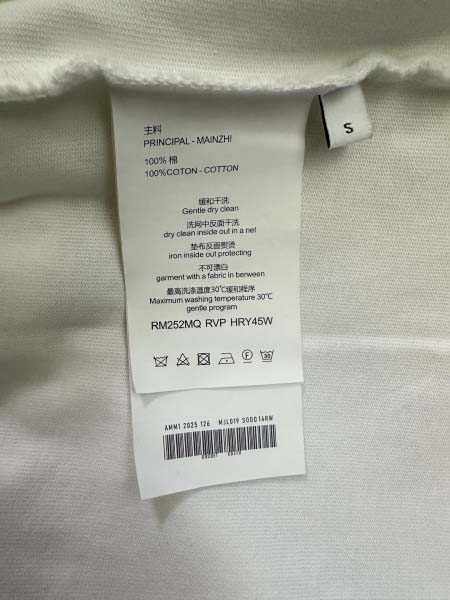 S
主料
PRINCIPAL - MAINZHI
100% 棉
100%COTON - COTTON
缓和干洗
Gentle dry clean
洗网中反面干洗
dry clean inside out in a net
垫布反面熨烫
iron inside out protecting
不可漂白
garment with a fabric in berween
最高洗涤温度30℃缓和程序
Maximum washing temperature 30℃
gentle program
RM252MQ RVP HRY45W
F
30
AMM1 2025 126 MJL019 S0DD14RW